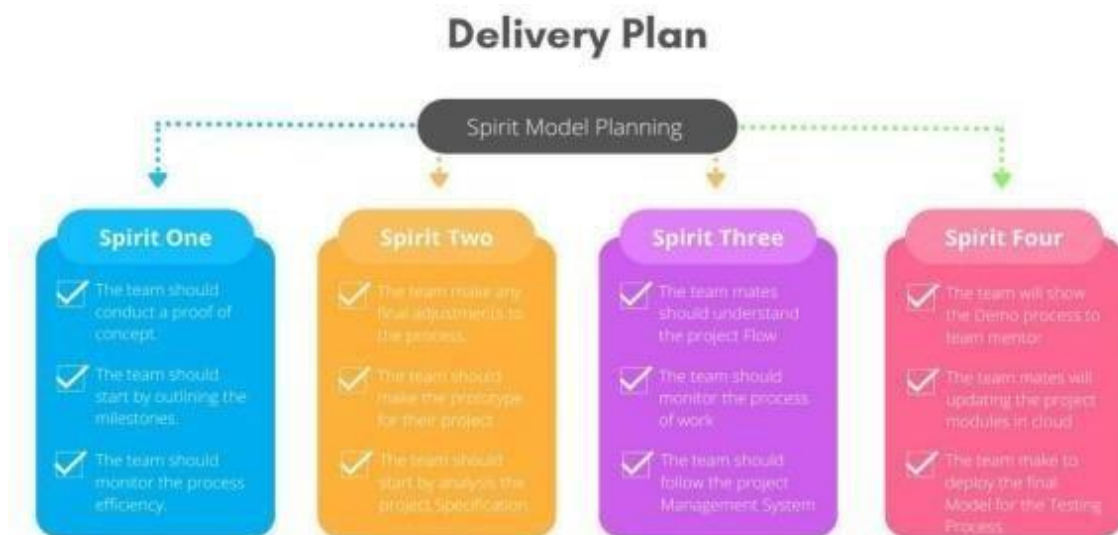 Delivery Plan
Spirit Model Planning
Spirit One
The team should
conduct a proof of
concept.
The team should
start by outlining the
milestones.
The team should
monitor the process
efficiency.
Spirit Two
The team make any
final adjustments to
the process.
The team should
make the prototype
for their project
The team should
start by analysis the
project Specification
Spirit Three
The team mates
should understand
the project Flow
The team should
monitor the process
of work
The team should
follow the project
Management System
Spirit Four
The team will show
the Demo process to
team mentor
The team mates will
updating the project
modules in cloud
The team make to
deploy the final
Model for the Testing
Process